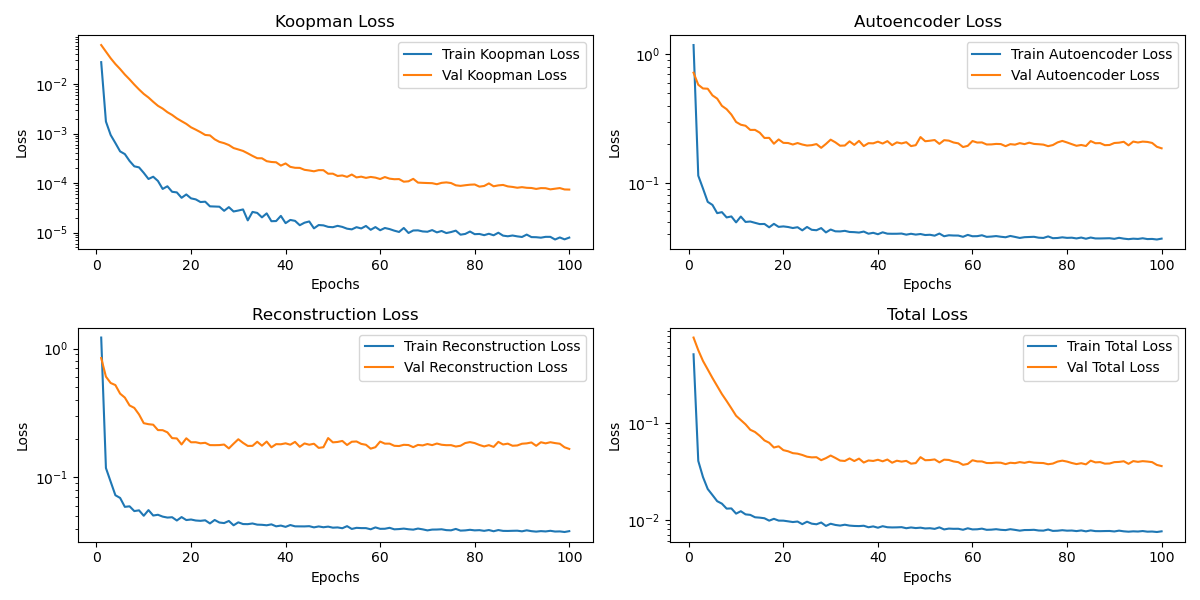 Koopman Loss
Train Koopman Loss
Val Koopman Loss
Loss
10⁻²
10⁻³
10⁻⁴
10⁻⁵
0 20 40 60 80 100
Epochs
Autoencoder Loss
Train Autoencoder Loss
Val Autoencoder Loss
Loss
10⁰
10⁻¹
0 20 40 60 80 100
Epochs
Reconstruction Loss
Train Reconstruction Loss
Val Reconstruction Loss
Loss
10⁰
10⁻¹
0 20 40 60 80 100
Epochs
Total Loss
Train Total Loss
Val Total Loss
Loss
10⁻¹
10⁻²
0 20 40 60 80 100
Epochs